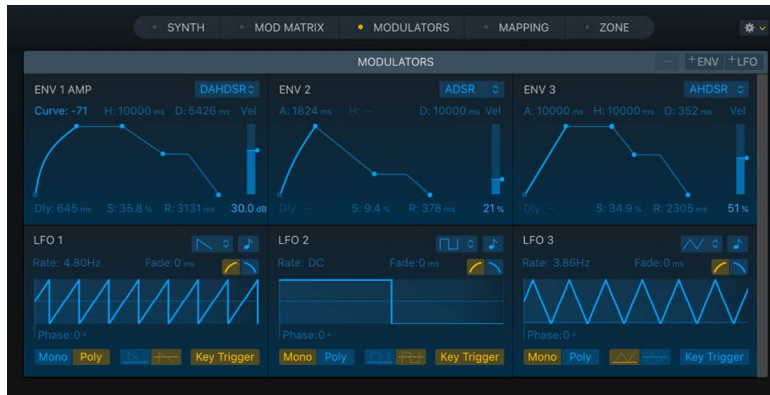 SYNTH MOD MATRIX MODULATORS MAPPING ZONE
MODULATORS
− +ENV +LFO
ENV 1 AMP DAHDSR
Curve: -71 H: 10000 ms D: 5426 ms Vel
Dly: 645 ms S: 35.8 % R: 3131 ms 30.0 dB
ENV 2 ADSR
A: 1824 ms H: -- D: 10000 ms Vel
Dly: -- S: 9.4 % R: 378 ms 21 %
ENV 3 AHDSR
A: 10000 ms H: 10000 ms D: 352 ms Vel
Dly: -- S: 34.9 % R: 2305 ms 51 %
LFO 1
Rate: 4.80Hz Fade: 0 ms
Phase: 0 °
Mono Poly Key Trigger
LFO 2
Rate: DC Fade: 0 ms
Phase: 0 °
Mono Poly Key Trigger
LFO 3
Rate: 3.86Hz Fade: 0 ms
Phase: 0 °
Mono Poly Key Trigger